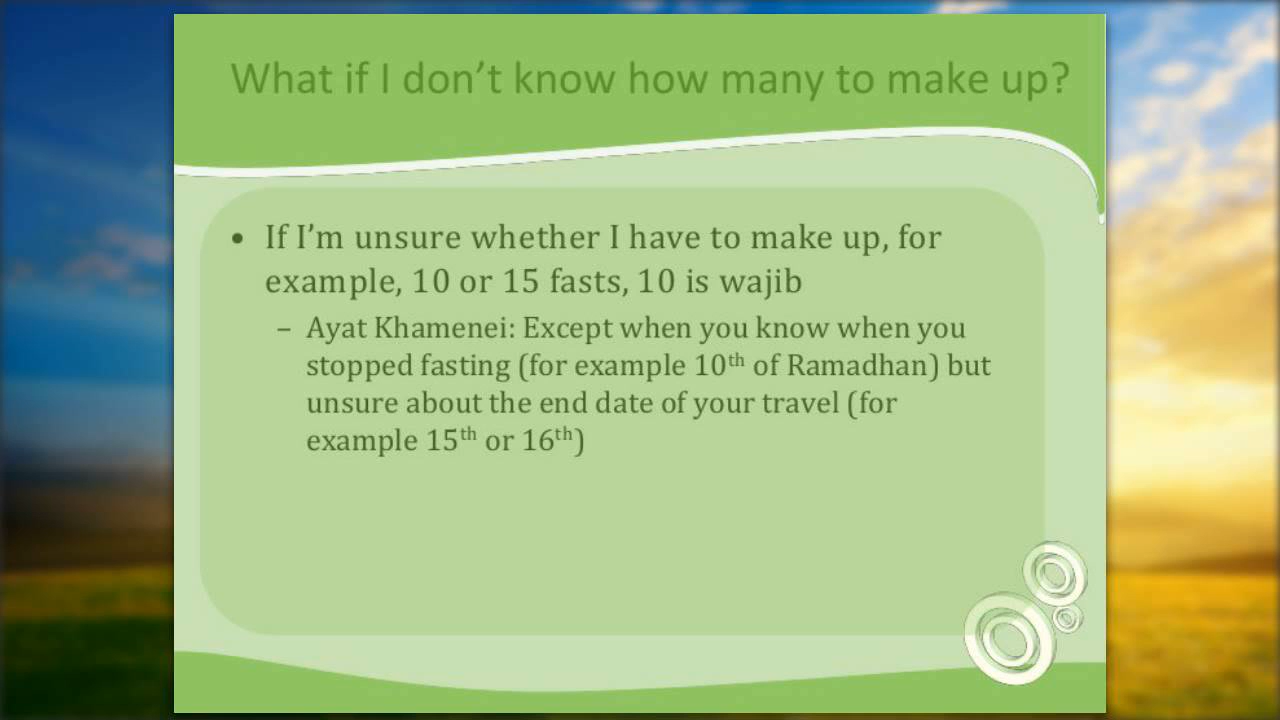 What if I don’t know how many to make up?
• If I’m unsure whether I have to make up, for
example, 10 or 15 fasts, 10 is wajib
– Ayat Khamenei: Except when you know when you
stopped fasting (for example 10th of Ramadhan) but
unsure about the end date of your travel (for
example 15th or 16th)